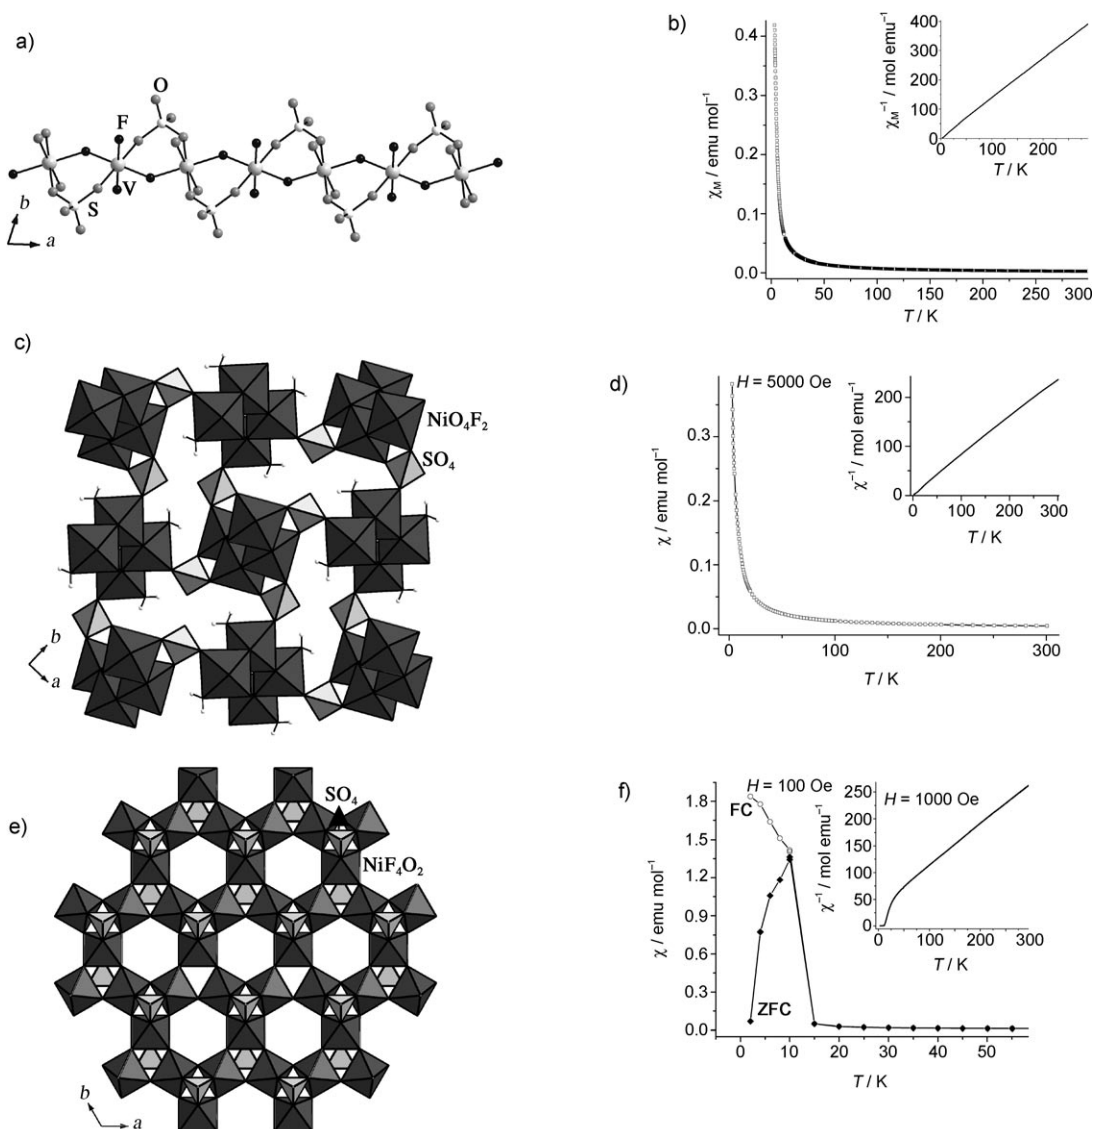 a)
O
F
V
S
b
a
b)
χM / emu mol⁻¹
0.4
0.3
0.2
0.1
0.0
0 50 100 150 200 250 300
T / K
χM⁻¹ / mol emu⁻¹
400
300
200
100
0
0 100 200
T / K
c)
NiO₄F₂
SO₄
b
a
d)
H = 5000 Oe
χ / emu mol⁻¹
0.3
0.2
0.1
0.0
0 100 200 300
T / K
χ⁻¹ / mol emu⁻¹
200
100
0
0 100 200 300
T / K
e)
SO₄
NiF₄O₂
b
a
f)
H = 100 Oe
FC
ZFC
χ / emu mol⁻¹
1.8
1.5
1.2
0.9
0.6
0.3
0.0
0 10 20 30 40 50
T / K
H = 1000 Oe
χ⁻¹ / mol emu⁻¹
250
200
150
100
50
0
0 100 200 300
T / K